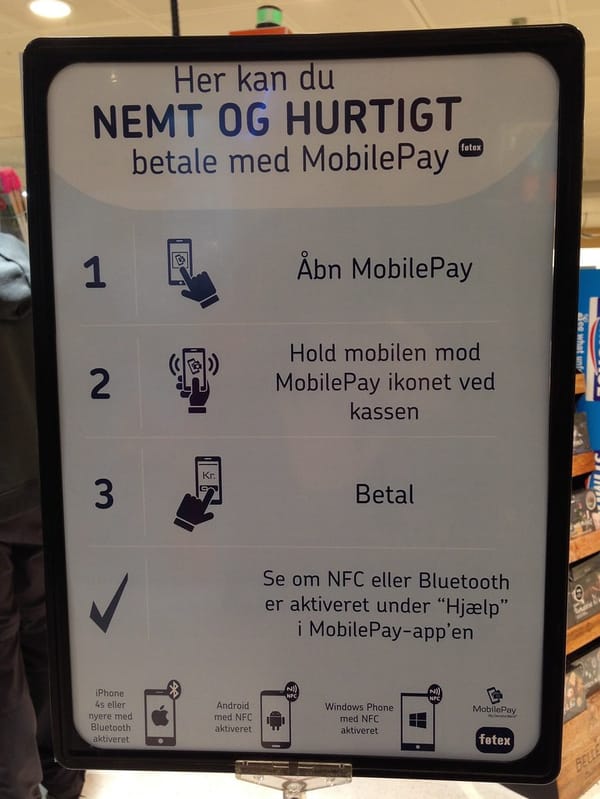 Her kan du
NEMT OG HURTIGT
betale med MobilePay
føtex
1
Åbn MobilePay
2
Hold mobilen mod
MobilePay ikonet ved
kassen
3
Kr.
Betal
Se om NFC eller Bluetooth
er aktiveret under “Hjælp”
i MobilePay-app’en
iPhone
4s eller
nyere med
Bluetooth
aktiveret
Android
med NFC
aktiveret
NFC
Windows Phone
med NFC
aktiveret
NFC
MobilePay
føtex